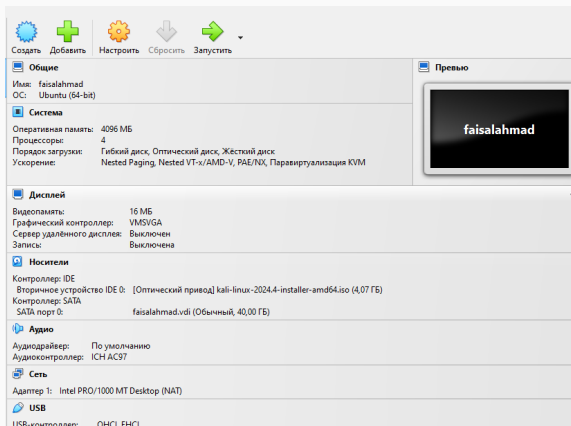 Создать Добавить Настроить Сбросить Запустить
Общие
Имя: faisalahmad
ОС: Ubuntu (64-bit)
Превью
faisalahmad
Система
Оперативная память: 4096 МБ
Процессоры: 4
Порядок загрузки: Гибкий диск, Оптический диск, Жёсткий диск
Ускорение: Nested Paging, Nested VT-x/AMD-V, PAE/NX, Паравиртуализация KVM
Дисплей
Видеопамять: 16 МБ
Графический контроллер: VMSVGA
Сервер удалённого дисплея: Выключен
Запись: Выключена
Носители
Контроллер: IDE
Вторичное устройство IDE 0: [Оптический привод] kali-linux-2024.4-installer-amd64.iso (4,07 ГБ)
Контроллер: SATA
SATA порт 0: faisalahmad.vdi (Обычный, 40,00 ГБ)
Аудио
Аудиодрайвер: По умолчанию
Аудиоконтроллер: ICH AC97
Сеть
Адаптер 1: Intel PRO/1000 MT Desktop (NAT)
USB
USB-контроллер: OHCI, EHCI